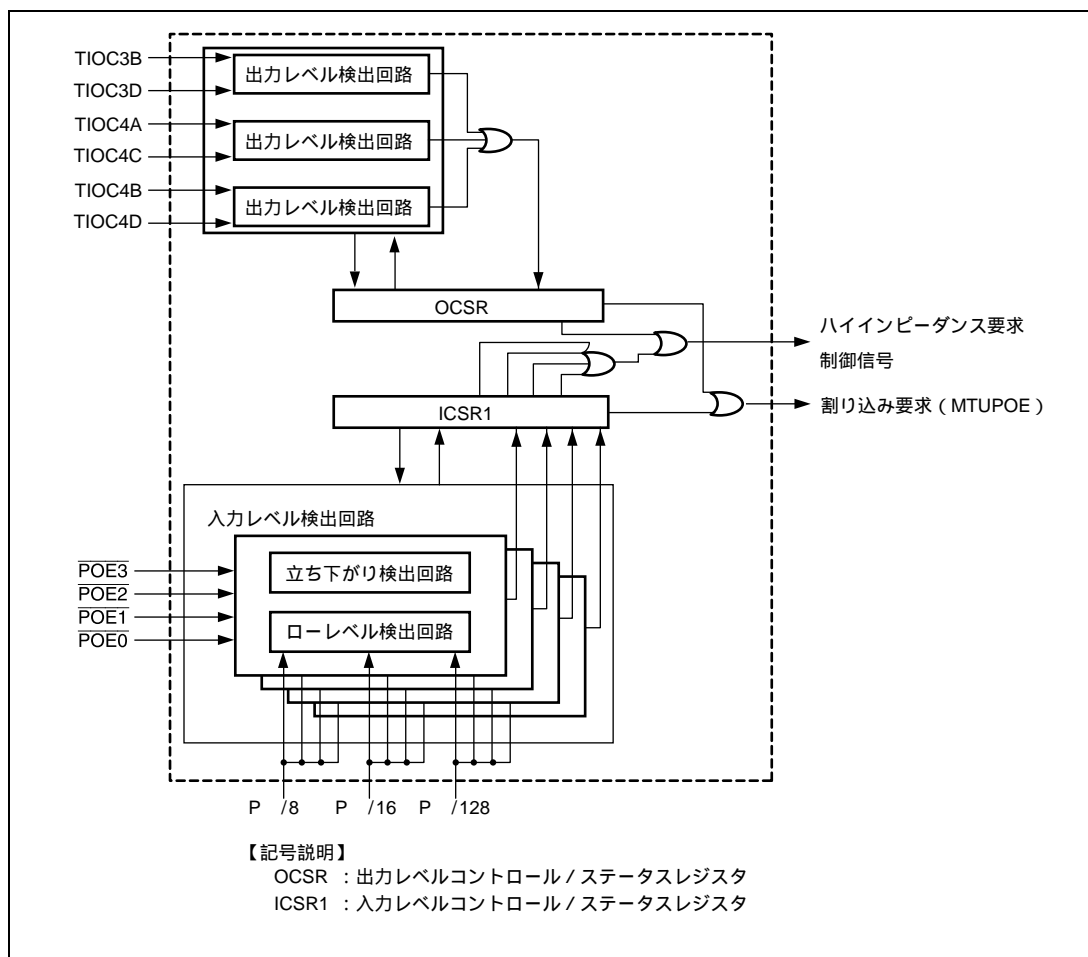 TIOC3B
TIOC3D
TIOC4A
TIOC4C
TIOC4B
TIOC4D
出力レベル検出回路
出力レベル検出回路
出力レベル検出回路
OCSR
ハイインピーダンス要求
制御信号
ICSR1
割り込み要求 ( MTUPOE )
入力レベル検出回路
POE3
POE2
POE1
POE0
立ち下がり検出回路
ローレベル検出回路
P /8 P /16 P /128
【記号説明】
OCSR : 出力レベルコントロール / ステータスレジスタ
ICSR1 : 入力レベルコントロール / ステータスレジスタ